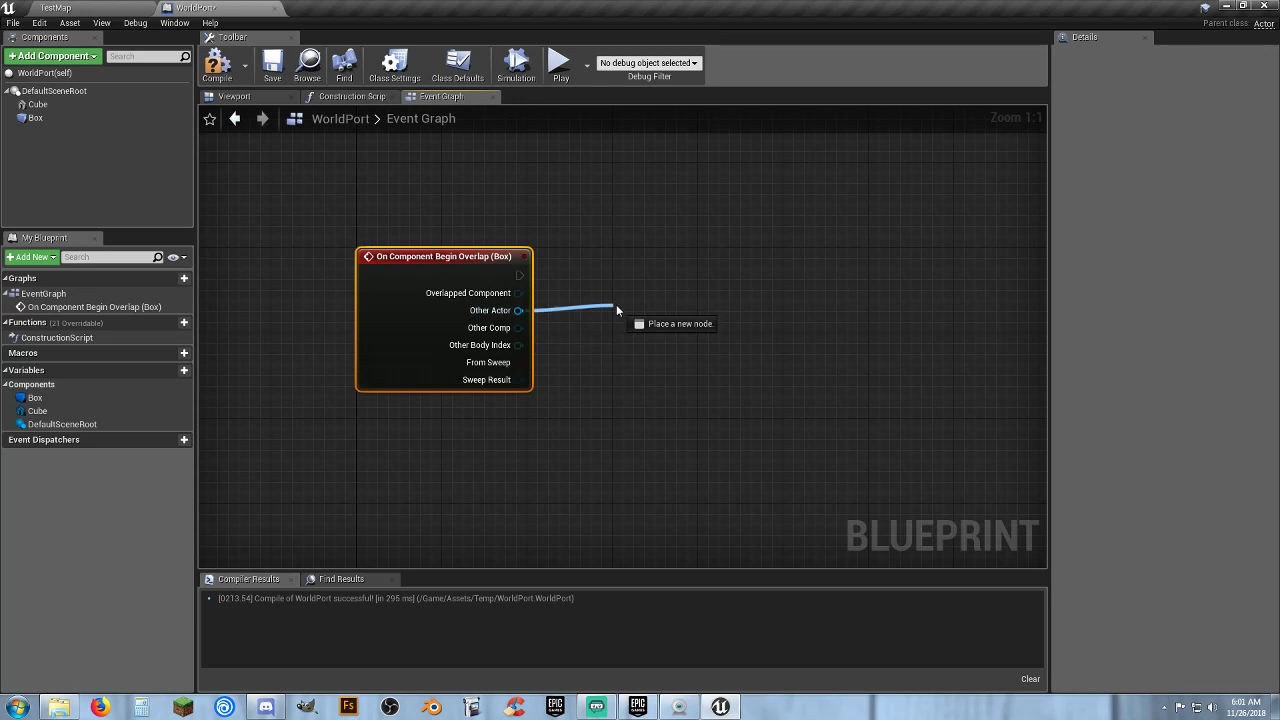 TestMap
WorldPort*
File Edit Asset View Debug Window Help
Parent class: Actor
Components
Toolbar
Details
Add Component
Search
WorldPort(self)
DefaultSceneRoot
Cube
Box
Compile
Save
Browse
Find
Class Settings
Class Defaults
Simulation
Play
No debug object selected
Debug Filter
Viewport
Construction Scrip
Event Graph
WorldPort > Event Graph
Zoom 1:1
My Blueprint
Add New
Search
Graphs
EventGraph
On Component Begin Overlap (Box)
Functions (21 Overridable)
ConstructionScript
Macros
Variables
Components
Box
Cube
DefaultSceneRoot
Event Dispatchers
On Component Begin Overlap (Box)
Overlapped Component
Other Actor
Other Comp
Other Body Index
From Sweep
Sweep Result
Place a new node.
BLUEPRINT
Compiler Results
Find Results
[0213.54] Compile of WorldPort successful! [in 295 ms] (/Game/Assets/Temp/WorldPort.WorldPort)
Clear
Fs
EPIC GAMES
EPIC GAMES
6:01 AM
11/26/2018